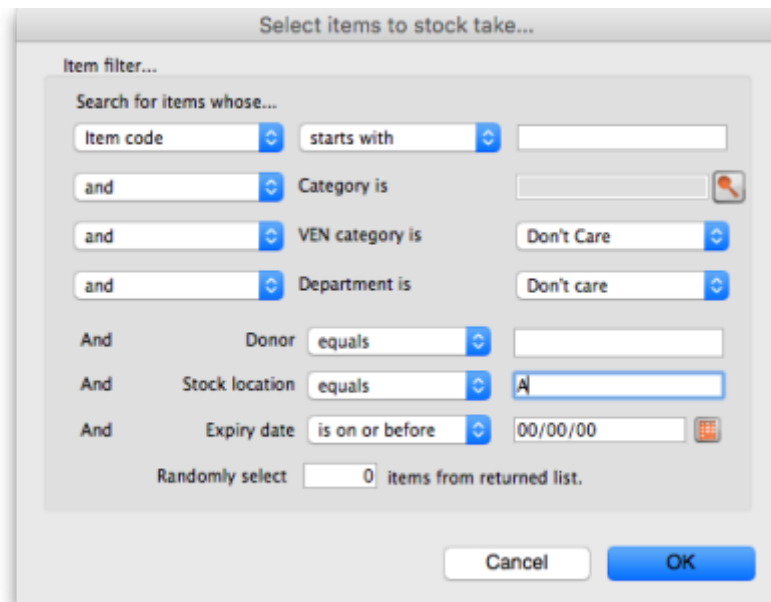 Select items to stock take...
Item filter...
Search for items whose...
Item code starts with
and Category is
and VEN category is Don't Care
and Department is Don't care
And Donor equals
And Stock location equals A
And Expiry date is on or before 00/00/00
Randomly select 0 items from returned list.
Cancel OK